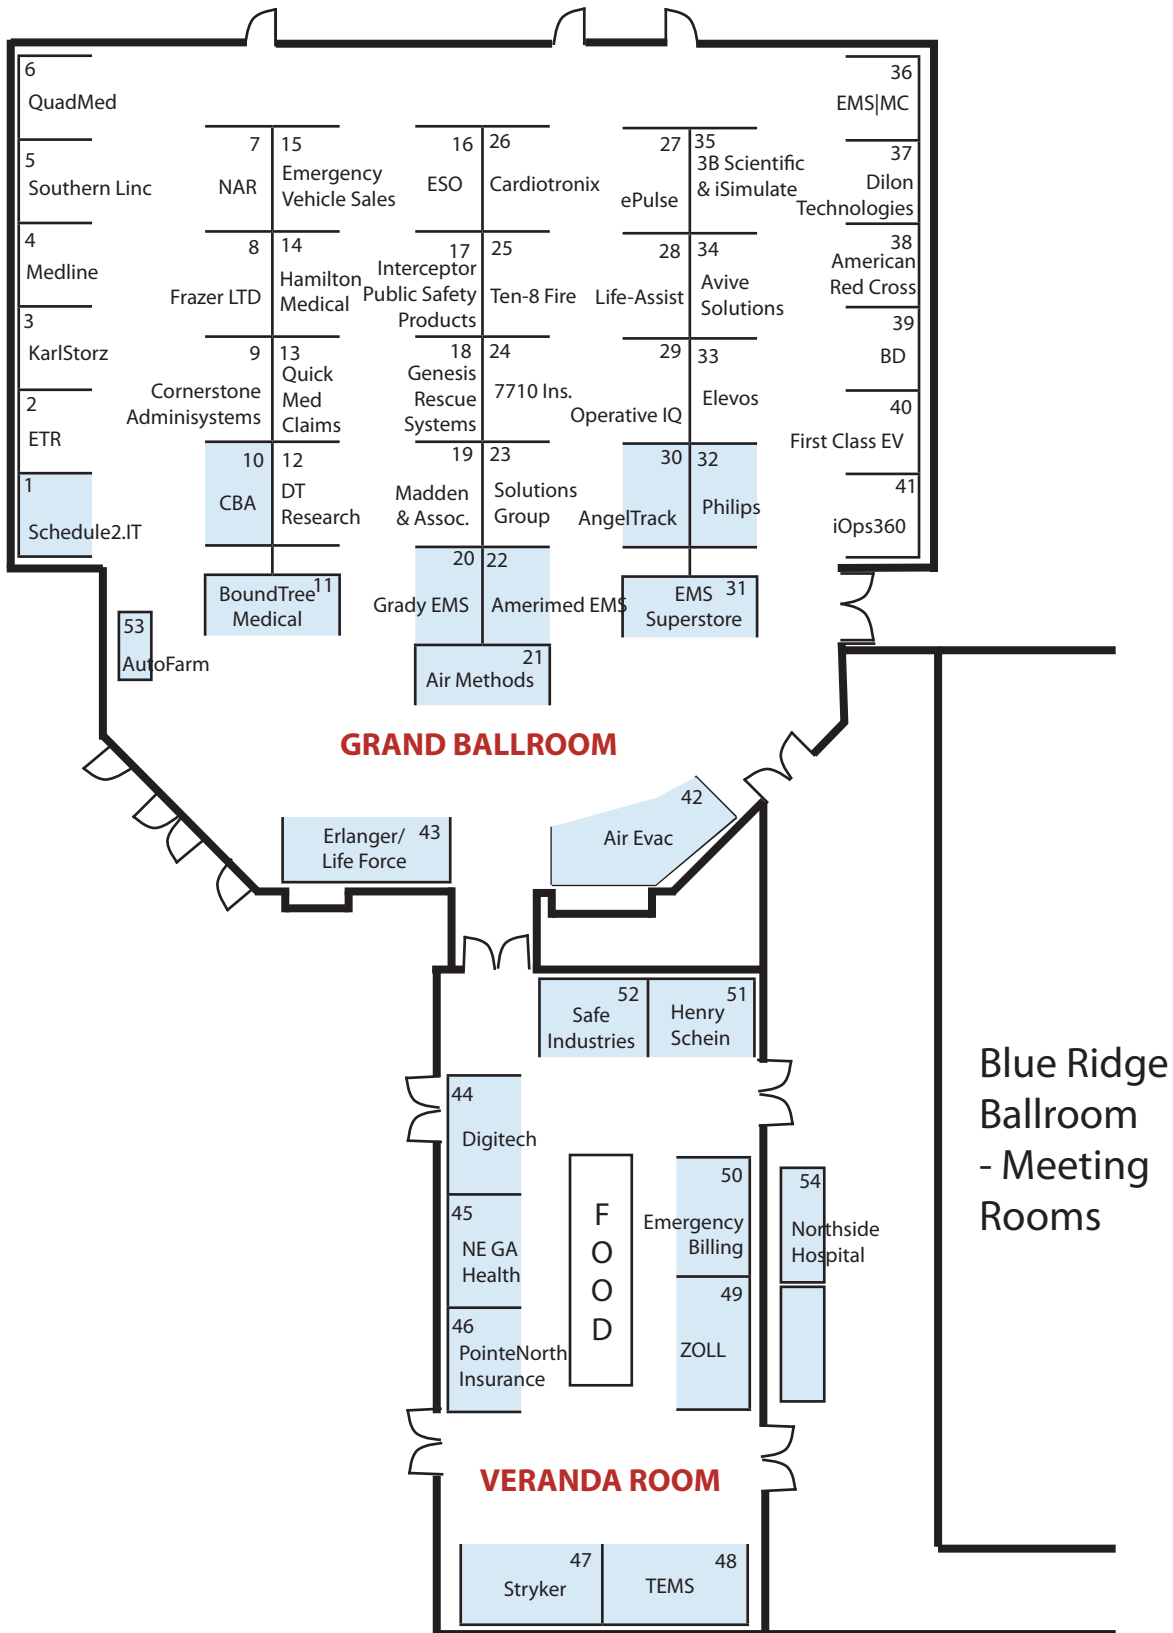 6
QuadMed
5
Southern Linc
4
Medline
3
KarlStorz
2
ETR
1
Schedule2.IT
7
NAR
8
Frazer LTD
9
Cornerstone
Adminisystems
10
CBA
15
Emergency
Vehicle Sales
14
Hamilton
Medical
13
Quick
Med
Claims
12
DT
Research
11
BoundTree
Medical
16
ESO
17
Interceptor
Public Safety
Products
18
Genesis
Rescue
Systems
19
Madden
& Assoc.
20
Grady EMS
26
Cardiotronix
25
Ten-8 Fire
24
7710 Ins.
23
Solutions
Group
22
Amerimed EMS
21
Air Methods
27
ePulse
28
Life-Assist
29
Operative IQ
30
AngelTrack
35
3B Scientific
& iSimulate
34
Avive
Solutions
33
Elevos
32
Philips
31
EMS
Superstore
36
EMS|MC
37
Dilon
Technologies
38
American
Red Cross
39
BD
40
First Class EV
41
iOps360
53
AutoFarm
GRAND BALLROOM
43
Erlanger/
Life Force
42
Air Evac
52
Safe
Industries
51
Henry
Schein
44
Digitech
45
NE GA
Health
46
PointeNorth
Insurance
F
O
O
D
50
Emergency
Billing
49
ZOLL
54
Northside
Hospital
Blue Ridge
Ballroom
- Meeting
Rooms
VERANDA ROOM
47
Stryker
48
TEMS